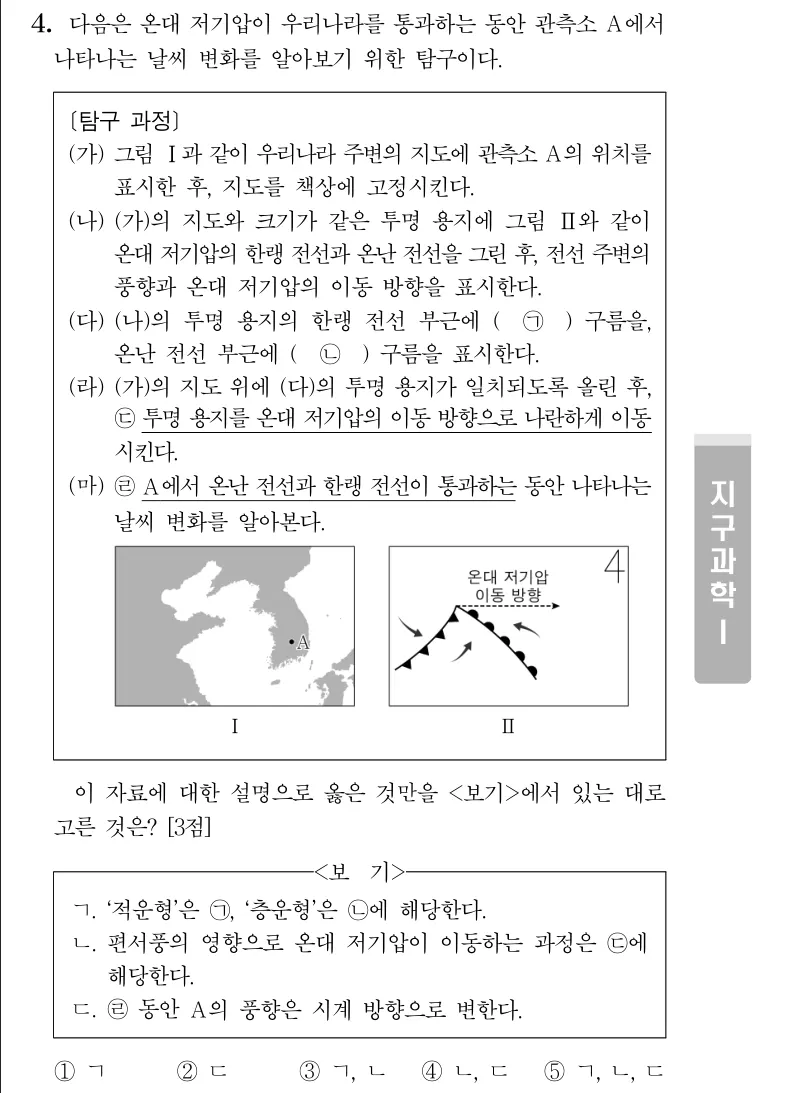 4. 다음은 온대 저기압이 우리나라를 통과하는 동안 관측소 A에서
나타나는 날씨 변화를 알아보기 위한 탐구이다.
〔탐구 과정〕
(가) 그림 Ⅰ과 같이 우리나라 주변의 지도에 관측소 A의 위치를
표시한 후, 지도를 책상에 고정시킨다.
(나) (가)의 지도와 크기가 같은 투명 용지에 그림 Ⅱ와 같이
온대 저기압의 한랭 전선과 온난 전선을 그린 후, 전선 주변의
풍향과 온대 저기압의 이동 방향을 표시한다.
(다) (나)의 투명 용지의 한랭 전선 부근에 ( ㉠ ) 구름을,
온난 전선 부근에 ( ㉡ ) 구름을 표시한다.
(라) (가)의 지도 위에 (다)의 투명 용지가 일치되도록 올린 후,
㉢ 투명 용지를 온대 저기압의 이동 방향으로 나란하게 이동
시킨다.
(마) ㉣ A에서 온난 전선과 한랭 전선이 통과하는 동안 나타나는
날씨 변화를 알아본다.
A
Ⅰ
4
온대 저기압
이동 방향
Ⅱ
이 자료에 대한 설명으로 옳은 것만을 <보기>에서 있는 대로
고른 것은? [3점]
<보 기>
ㄱ. ‘적운형’은 ㉠, ‘층운형’은 ㉡에 해당한다.
ㄴ. 편서풍의 영향으로 온대 저기압이 이동하는 과정은 ㉢에
해당한다.
ㄷ. ㉣ 동안 A의 풍향은 시계 방향으로 변한다.
① ㄱ ② ㄷ ③ ㄱ, ㄴ ④ ㄴ, ㄷ ⑤ ㄱ, ㄴ, ㄷ
지구과학 Ⅰ